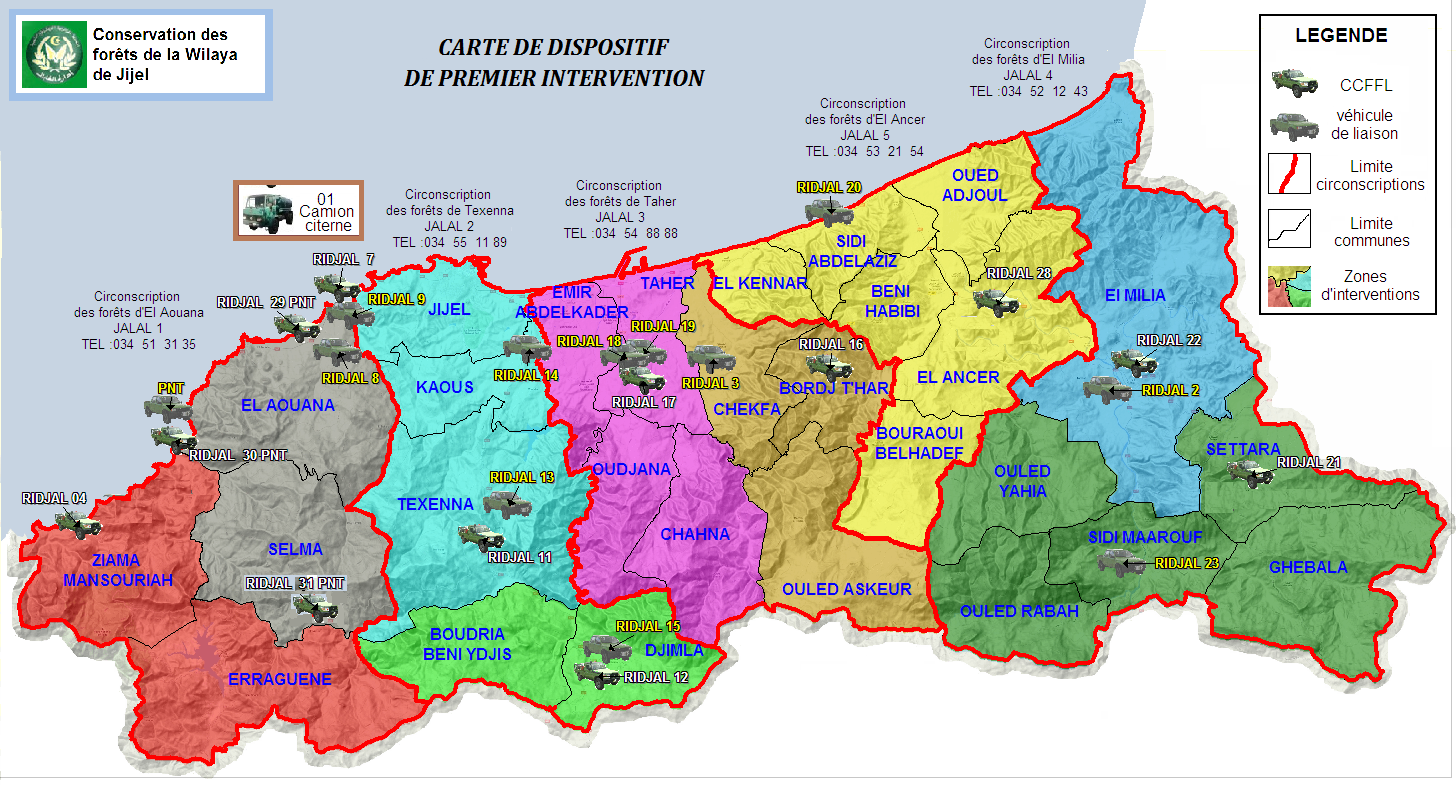 Conservation des
forêts de la Wilaya
de Jijel
CARTE DE DISPOSITIF
DE PREMIER INTERVENTION
Circonscription
des forêts d'El Milia
JALAL 4
TEL :034 52 12 43
Circonscription
des forêts d'El Ancer
JALAL 5
TEL :034 53 21 54
LEGENDE
CCFFL
véhicule
de liaison
Limite
circonscriptions
Limite
communes
Zones
d'interventions
01
Camion
citerne
Circonscription
des forêts de Texenna
JALAL 2
TEL :034 55 11 89
Circonscription
des forêts de Taher
JALAL 3
TEL :034 54 88 88
Circonscription
des forêts d'El Aouana
JALAL 1
TEL :034 51 31 35
RIDJAL 20
OUED
ADJOUL
SIDI
ABDELAZIZ
RIDJAL 7
RIDJAL 29 PNT
RIDJAL 9
JIJEL
EMIR
ABDELKADER
TAHER
EL KENNAR
BENI
HABIBI
RIDJAL 28
El MILIA
RIDJAL 8
RIDJAL 14
RIDJAL 18
RIDJAL 19
RIDJAL 3
RIDJAL 16
RIDJAL 17
RIDJAL 22
RIDJAL 2
PNT
EL AOUANA
KAOUS
CHEKFA
BORDJ T'HAR
EL ANCER
BOURAOUI
BELHADEF
RIDJAL 30 PNT
OUDJANA
OULED
YAHIA
SETTARA
RIDJAL 21
RIDJAL 04
TEXENNA
RIDJAL 13
RIDJAL 11
CHAHNA
SIDI MAAROUF
RIDJAL 23
GHEBALA
ZIAMA
MANSOURIAH
SELMA
RIDJAL 31 PNT
OULED ASKEUR
OULED RABAH
BOUDRIA
BENI YDJIS
RIDJAL 15
DJIMLA
RIDJAL 12
ERRAGUENE